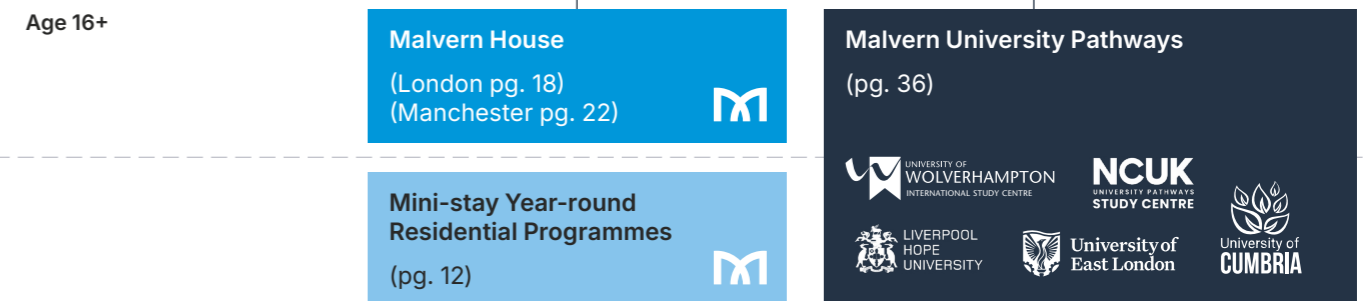 Age 16+
Malvern House
(London pg. 18)
(Manchester pg. 22)
Malvern University Pathways
(pg. 36)
Mini-stay Year-round
Residential Programmes
(pg. 12)
UNIVERSITY OF
WOLVERHAMPTON
INTERNATIONAL STUDY CENTRE
NCUK
UNIVERSITY PATHWAYS
STUDY CENTRE
LIVERPOOL
HOPE
UNIVERSITY
University of
East London
University of
CUMBRIA